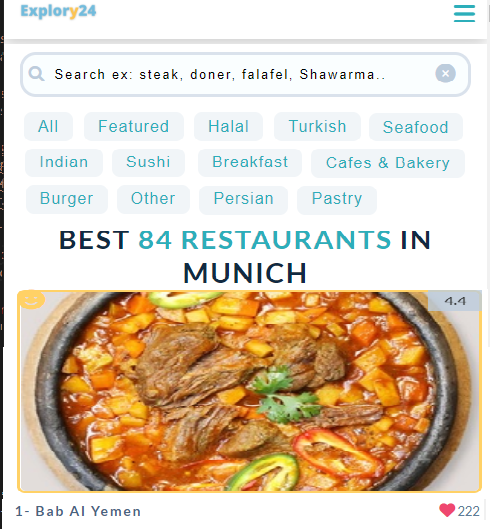 Explory24
Search ex: steak, doner, falafel, Shawarma..
All Featured Halal Turkish Seafood
Indian Sushi Breakfast Cafes & Bakery
Burger Other Persian Pastry
BEST 84 RESTAURANTS IN
MUNICH
4.4
1- Bab Al Yemen 222